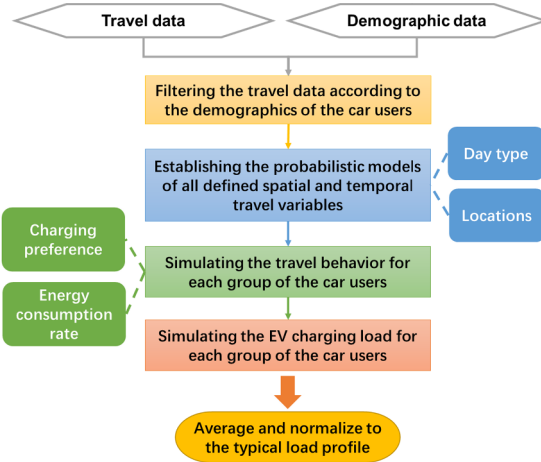 Travel data
Demographic data
Filtering the travel data according to
the demographics of the car users
Establishing the probabilistic models
of all defined spatial and temporal
travel variables
Day type
Locations
Charging
preference
Energy
consumption
rate
Simulating the travel behavior for
each group of the car users
Simulating the EV charging load for
each group of the car users
Average and normalize to
the typical load profile